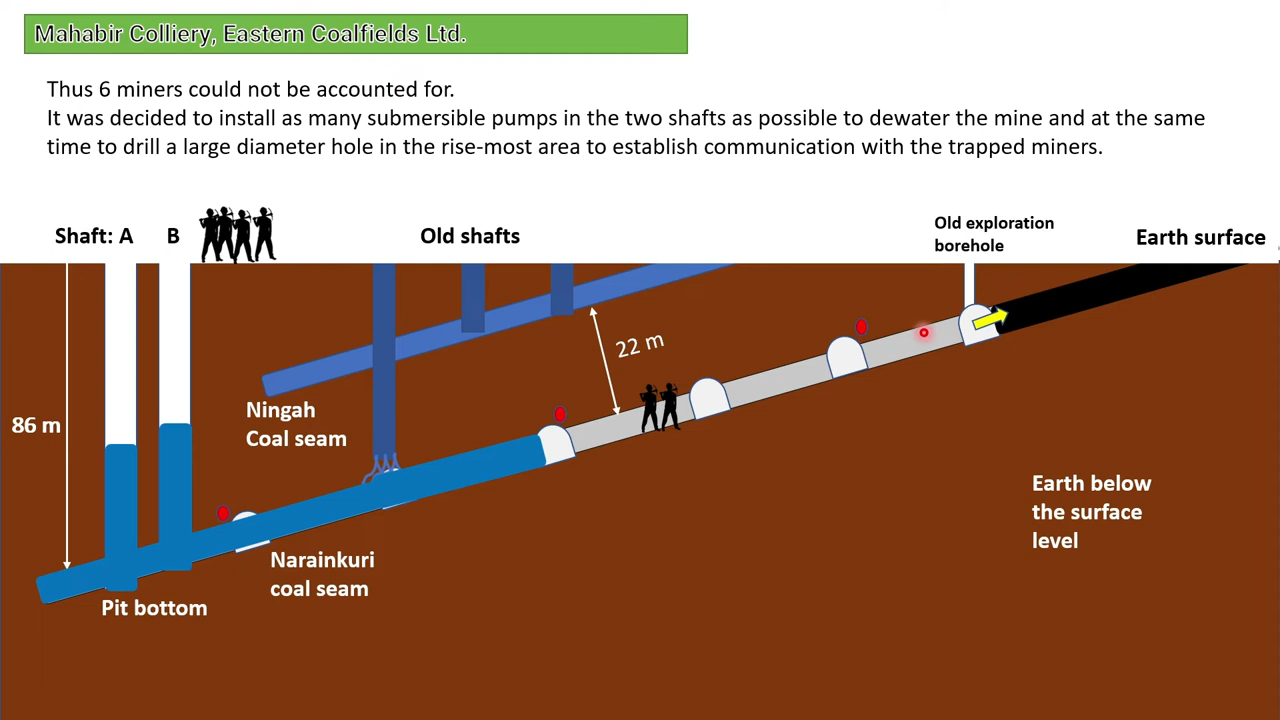 Mahabir Colliery, Eastern Coalfields Ltd.
Thus 6 miners could not be accounted for.
It was decided to install as many submersible pumps in the two shafts as possible to dewater the mine and at the same
time to drill a large diameter hole in the rise-most area to establish communication with the trapped miners.
Shaft: A B
Old shafts
Old exploration
borehole
Earth surface
22 m
86 m
Ningah
Coal seam
Earth below
the surface
level
Narainkuri
coal seam
Pit bottom